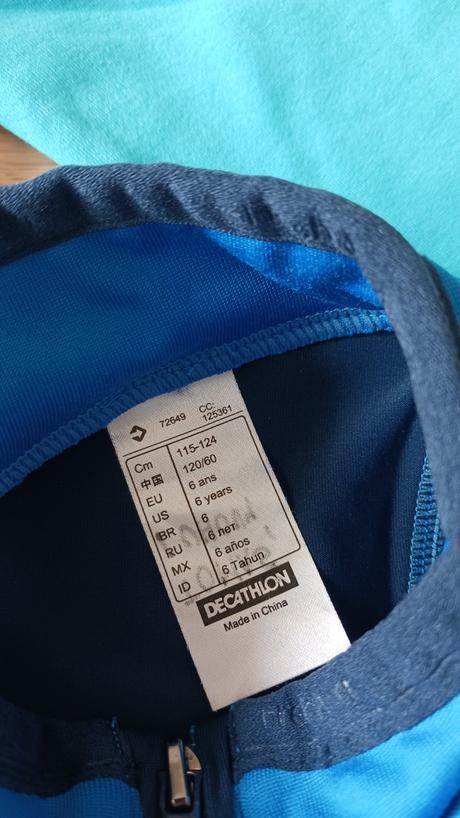 72649 CC: 125361
Cm 115-124
中国 120/60
EU 6 ans
US 6 years
BR 6
RU 6 лет
MX 6 años
ID 6 Tahun
DECATHLON
Made in China